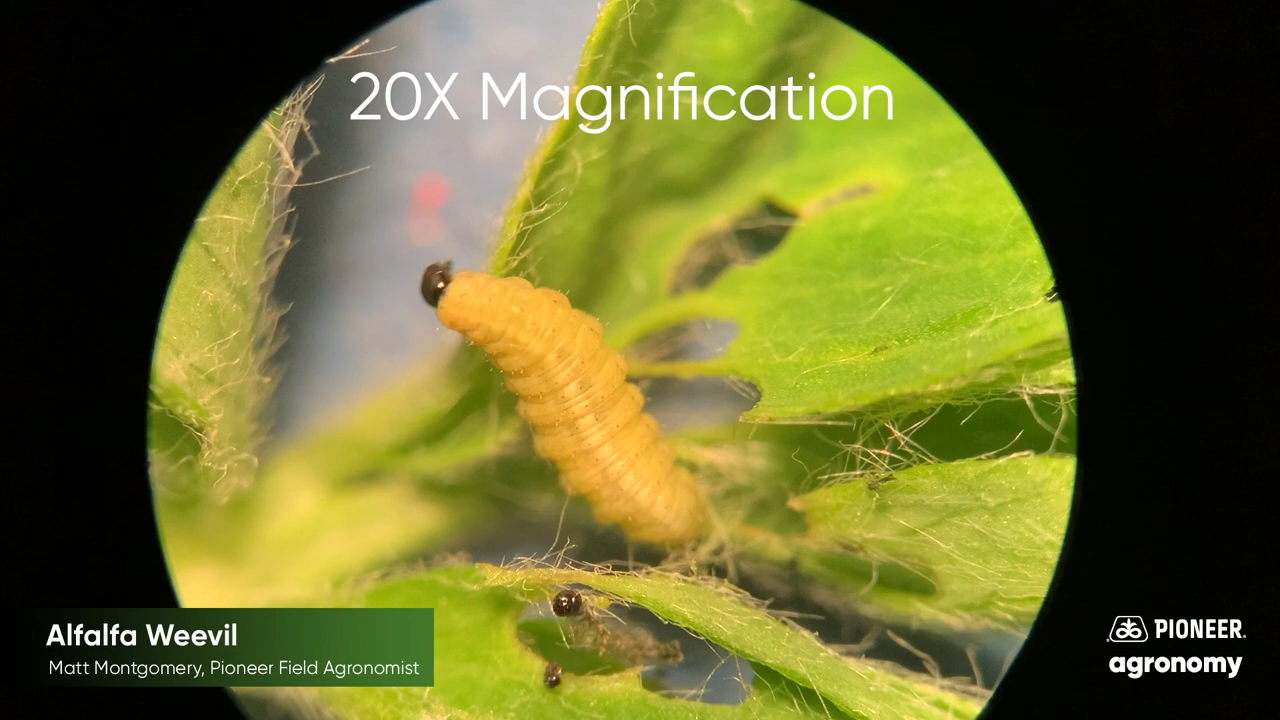 20X Magnification
Alfalfa Weevil
Matt Montgomery, Pioneer Field Agronomist
PIONEER.
agronomy